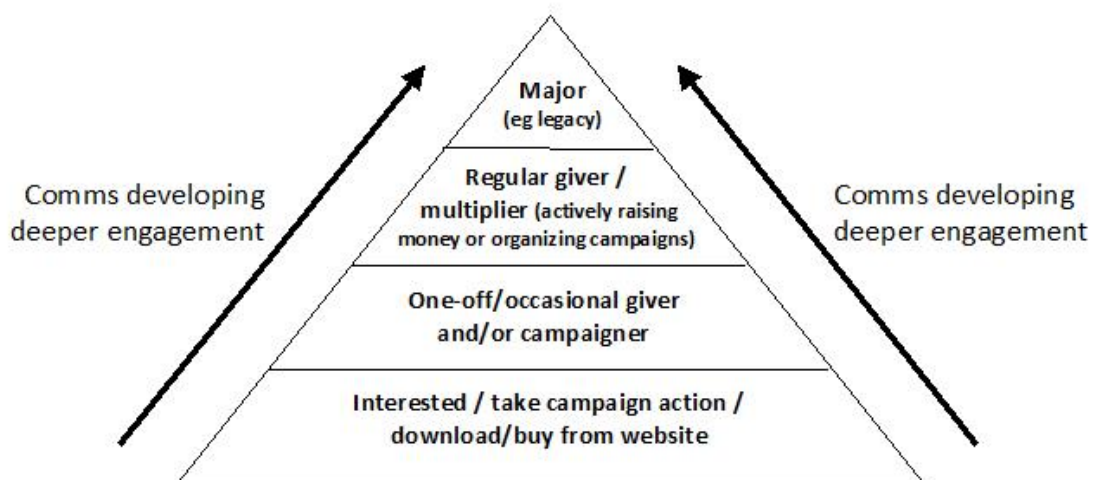 Major
(eg legacy)
Regular giver /
multiplier (actively raising
money or organizing campaigns)
Comms developing
deeper engagement
Comms developing
deeper engagement
One-off/occasional giver
and/or campaigner
Interested / take campaign action /
download/buy from website